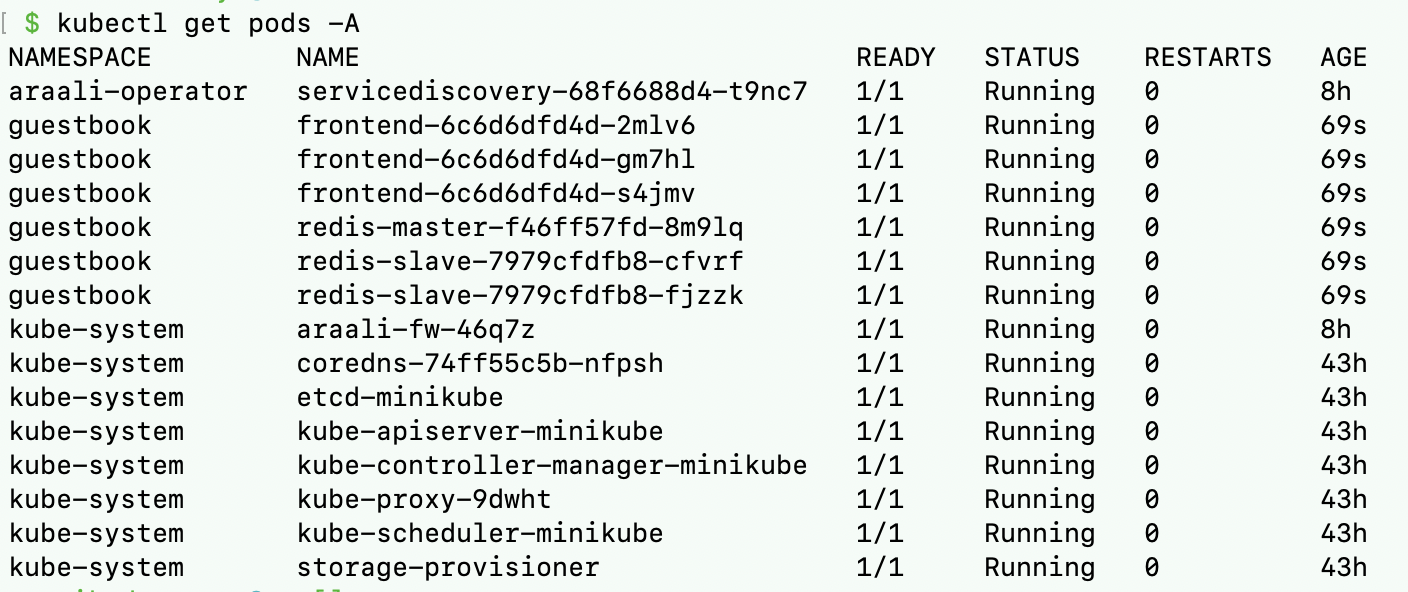 [ $ kubectl get pods -A
NAMESPACE NAME READY STATUS RESTARTS AGE
araali-operator servicediscovery-68f6688d4-t9nc7 1/1 Running 0 8h
guestbook frontend-6c6d6dfd4d-2mlv6 1/1 Running 0 69s
guestbook frontend-6c6d6dfd4d-gm7hl 1/1 Running 0 69s
guestbook frontend-6c6d6dfd4d-s4jmv 1/1 Running 0 69s
guestbook redis-master-f46ff57fd-8m9lq 1/1 Running 0 69s
guestbook redis-slave-7979cfdfb8-cfvrf 1/1 Running 0 69s
guestbook redis-slave-7979cfdfb8-fjzzk 1/1 Running 0 69s
kube-system araali-fw-46q7z 1/1 Running 0 8h
kube-system coredns-74ff55c5b-nfpsh 1/1 Running 0 43h
kube-system etcd-minikube 1/1 Running 0 43h
kube-system kube-apiserver-minikube 1/1 Running 0 43h
kube-system kube-controller-manager-minikube 1/1 Running 0 43h
kube-system kube-proxy-9dwht 1/1 Running 0 43h
kube-system kube-scheduler-minikube 1/1 Running 0 43h
kube-system storage-provisioner 1/1 Running 0 43h